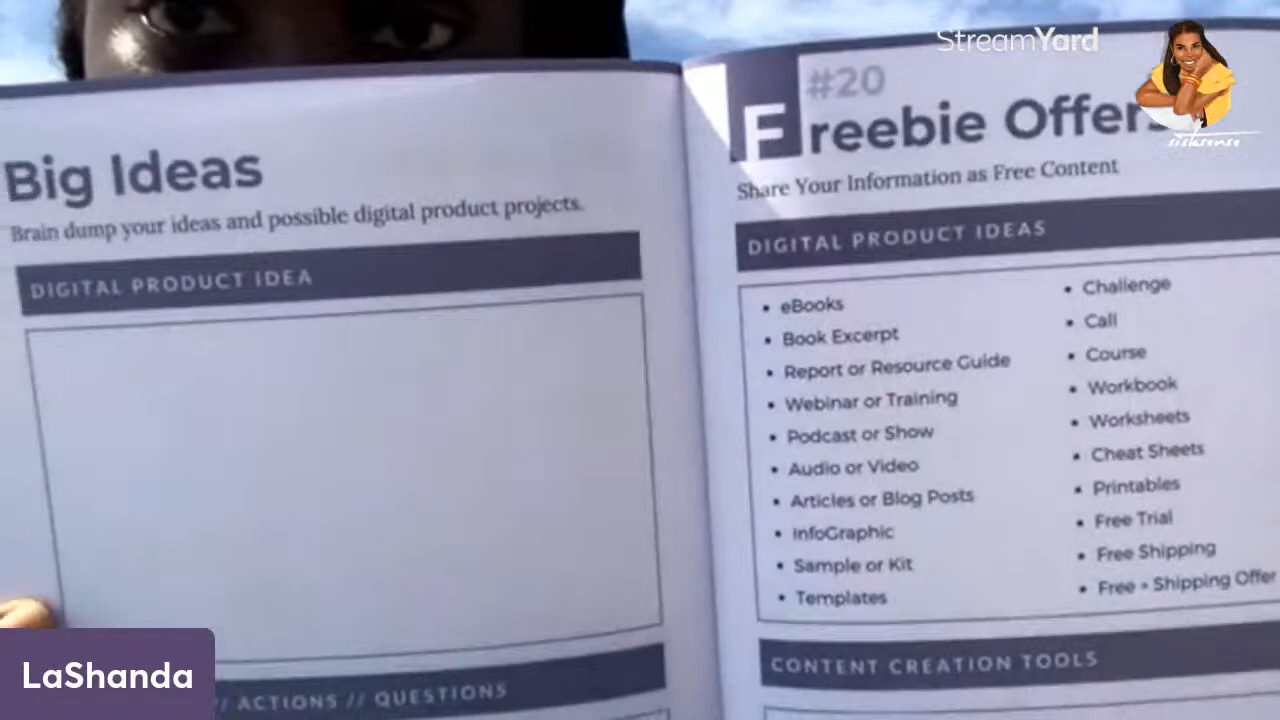 StreamYard
sistasense
Big Ideas
Brain dump your ideas and possible digital product projects.
DIGITAL PRODUCT IDEA
// ACTIONS // QUESTIONS
#20
Freebie Offers
Share Your Information as Free Content
DIGITAL PRODUCT IDEAS
• eBooks
• Book Excerpt
• Report or Resource Guide
• Webinar or Training
• Podcast or Show
• Audio or Video
• Articles or Blog Posts
• InfoGraphic
• Sample or Kit
• Templates
• Challenge
• Call
• Course
• Workbook
• Worksheets
• Cheat Sheets
• Printables
• Free Trial
• Free Shipping
• Free + Shipping Offer
CONTENT CREATION TOOLS
LaShanda